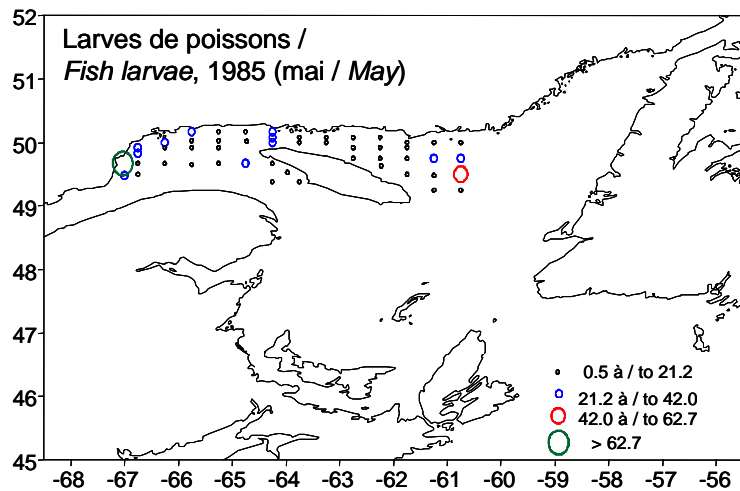 52
Larves de poissons /
51
Fish larvae, 1985 (mai / May)
50
49
48
47
0.5 à / to 21.2
46
21.2 à / to 42.0
42.0 à / to 62.7
> 62.7
45
-68 -67 -66 -65 -64 -63 -62 -61 -60 -59 -58 -57 -56